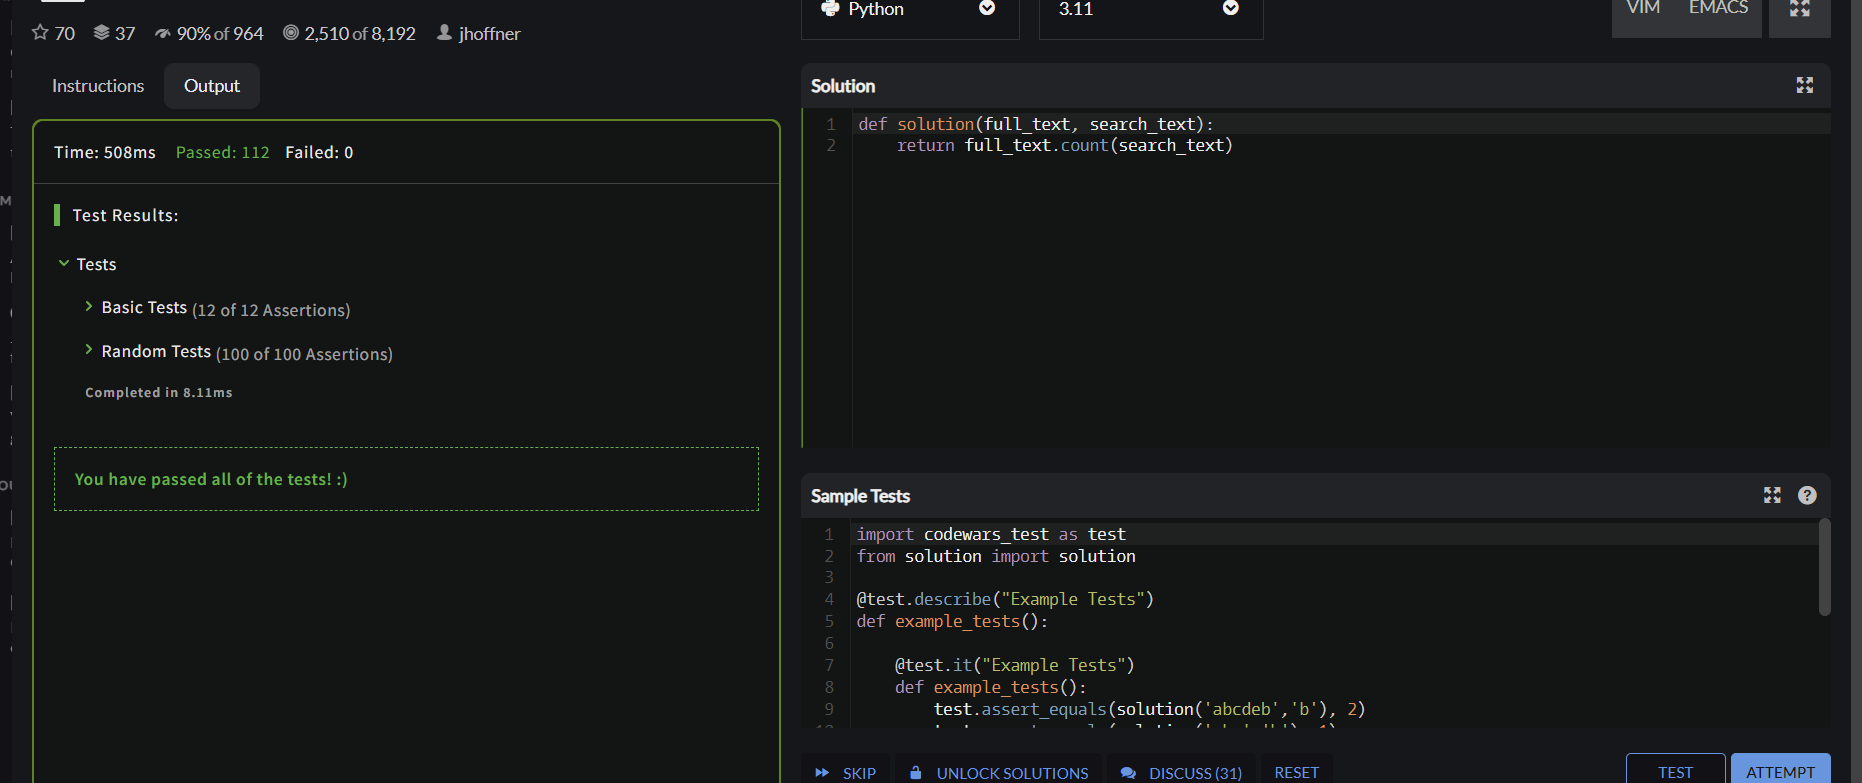 Python
3.11
VIM EMACS
70 37 90% of 964 2,510 of 8,192 jhoffner
Instructions Output
Time: 508ms Passed: 112 Failed: 0
Test Results:
Tests
Basic Tests (12 of 12 Assertions)
Random Tests (100 of 100 Assertions)
Completed in 8.11ms
You have passed all of the tests! :)
Solution
1 def solution(full_text, search_text):
2     return full_text.count(search_text)
Sample Tests
1 import codewars_test as test
2 from solution import solution
3
4 @test.describe("Example Tests")
5 def example_tests():
6
7     @test.it("Example Tests")
8     def example_tests():
9         test.assert_equals(solution('abcdeb','b'), 2)
SKIP UNLOCK SOLUTIONS DISCUSS (31) RESET
TEST ATTEMPT